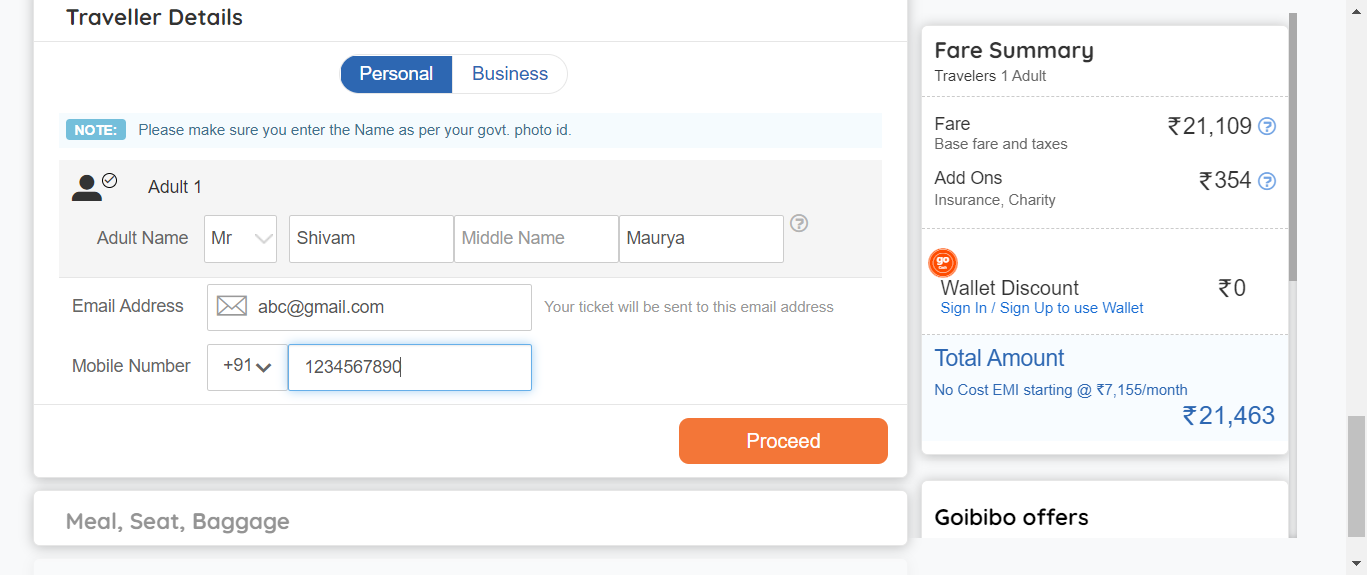 Traveller Details
Personal
Business
NOTE: Please make sure you enter the Name as per your govt. photo id.
Adult 1
Adult Name Mr Shivam Middle Name Maurya ?
Email Address abc@gmail.com Your ticket will be sent to this email address
Mobile Number +91 1234567890
Proceed
Meal, Seat, Baggage
Fare Summary
Travelers 1 Adult
Fare ₹21,109 ?
Base fare and taxes
Add Ons ₹354 ?
Insurance, Charity
go
Wallet Discount ₹0
Sign In / Sign Up to use Wallet
Total Amount
No Cost EMI starting @ ₹7,155/month
₹21,463
Goibibo offers